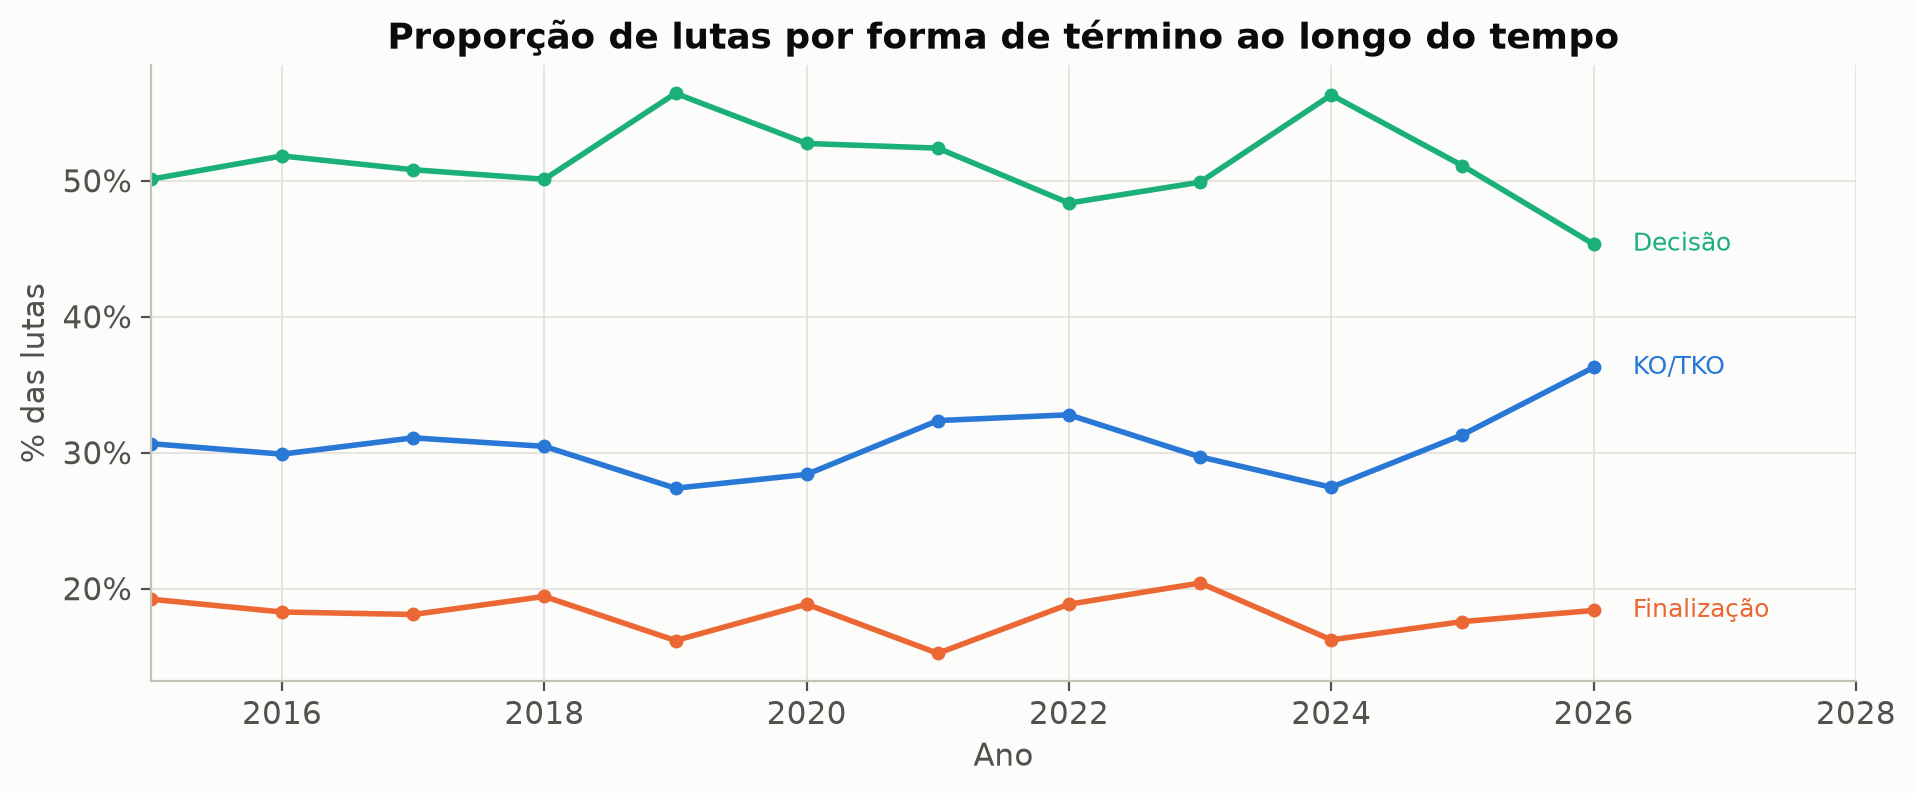 Proporção de lutas por forma de término ao longo do tempo
% das lutas
50%
40%
30%
20%
Decisão
KO/TKO
Finalização
2016 2018 2020 2022 2024 2026 2028
Ano